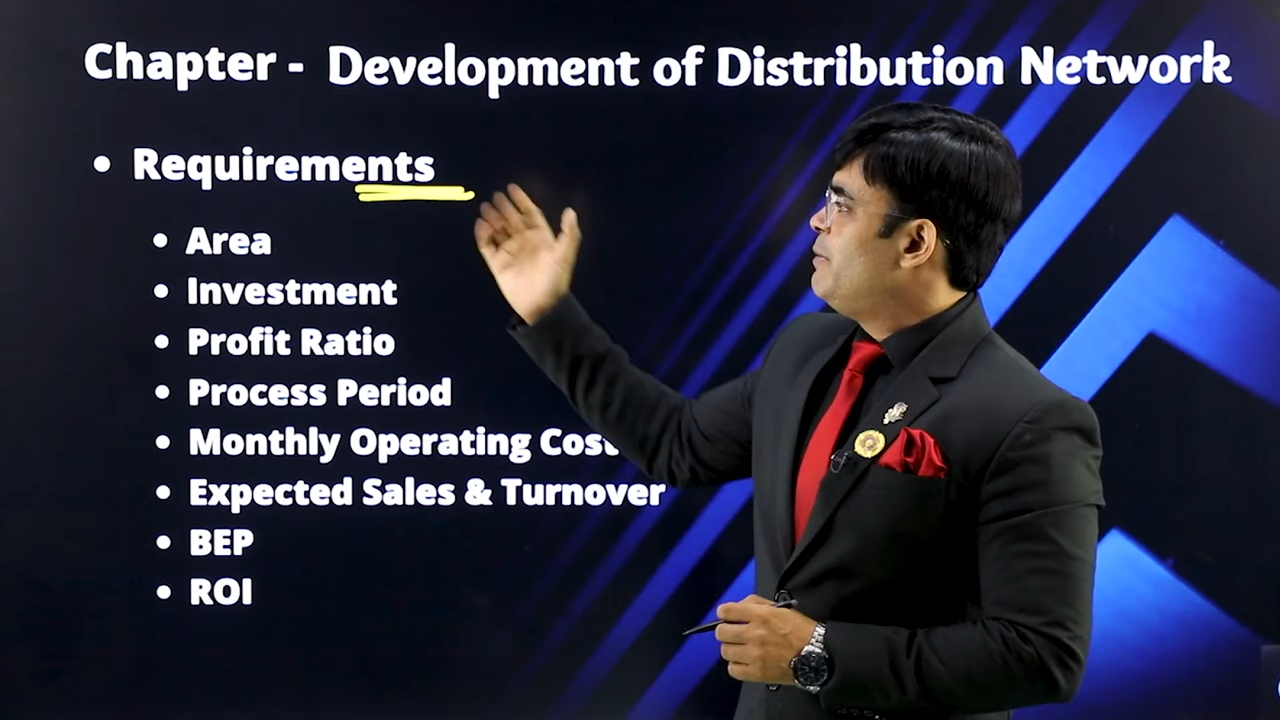 Chapter - Development of Distribution Network
• Requirements
• Area
• Investment
• Profit Ratio
• Process Period
• Monthly Operating Cost
• Expected Sales & Turnover
• BEP
• ROI